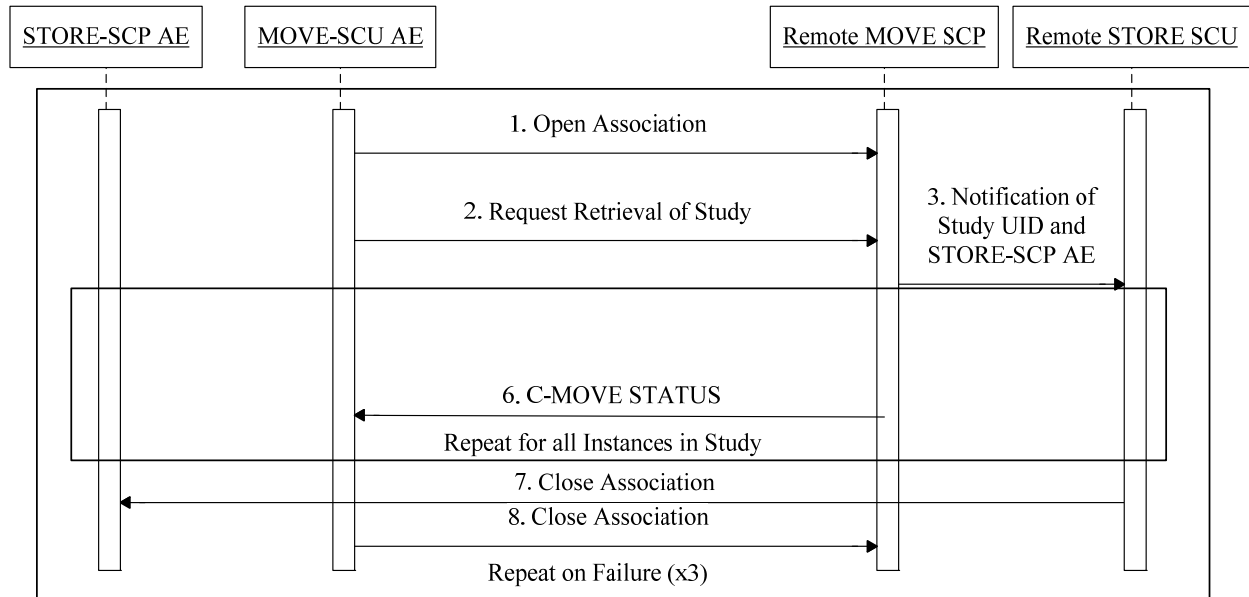 STORE-SCP AE
MOVE-SCU AE
Remote MOVE SCP
Remote STORE SCU
1. Open Association
2. Request Retrieval of Study
3. Notification of
Study UID and
STORE-SCP AE
6. C-MOVE STATUS
Repeat for all Instances in Study
7. Close Association
8. Close Association
Repeat on Failure (x3)